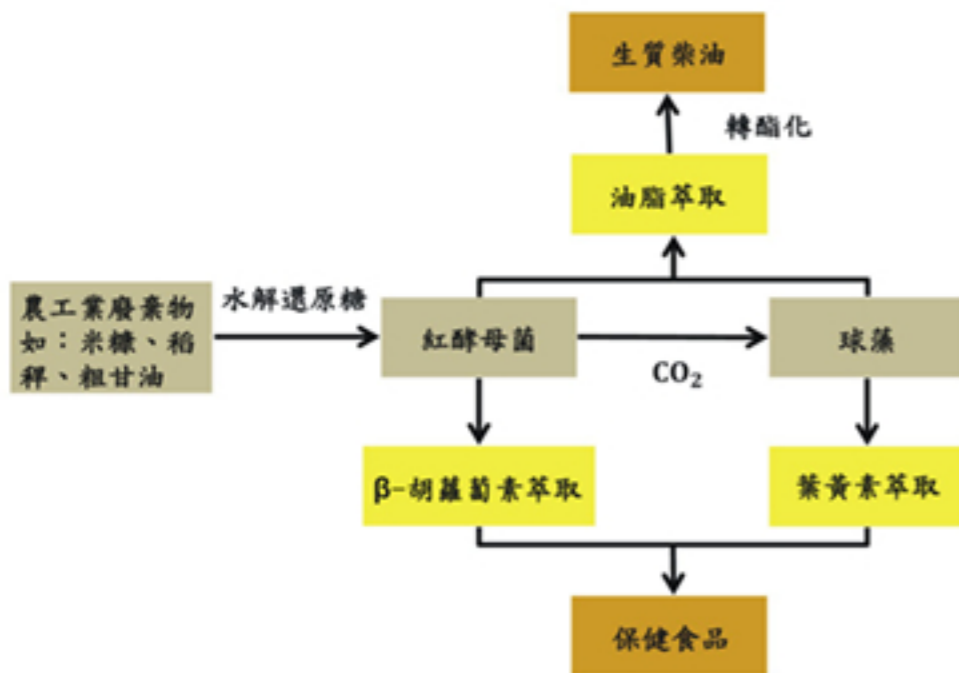 生質柴油
轉酯化
油脂萃取
農工業廢棄物
如：米糠、稻
稈、粗甘油
水解還原糖
紅酵母菌
CO₂
球藻
β-胡蘿蔔素萃取
葉黃素萃取
保健食品